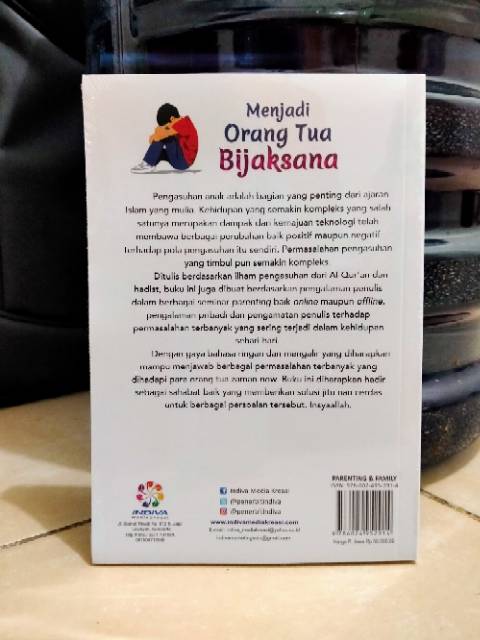 Menjadi
Orang Tua
Bijaksana
Pengasuhan anak adalah bagian yang penting dari ajaran
Islam yang mulia. Kehidupan yang semakin kompleks yang salah
satunya merupakan dampak dari kemajuan teknologi telah
membawa berbagai perubahan baik positif maupun negatif
terhadap pola pengasuhan itu sendiri. Permasalahan pengasuhan
yang timbul pun semakin kompleks.
Ditulis berdasarkan ilham pengasuhan dari Al-Qur'an dan
hadist, buku ini juga dibuat berdasarkan pengalaman penulis
dalam berbagai seminar parenting baik online maupun offline,
pengalaman pribadi dan pengamatan penulis terhadap
permasalahan terbanyak yang sering terjadi dalam kehidupan
sehari-hari.
Dengan gaya bahasa ringan dan mengalir yang diharapkan
mampu menjawab berbagai permasalahan terbanyak yang
dihadapi para orang tua zaman now. Buku ini diharapkan hadir
sebagai sahabat baik yang memberikan solusi jitu nan cerdas
untuk berbagai persoalan tersebut. Insyaallah.
INDIVA
Indiva Media Kreasi
@penerbitindiva
@penerbitindiva
www.indivamediakreasi.com
PARENTING & FAMILY